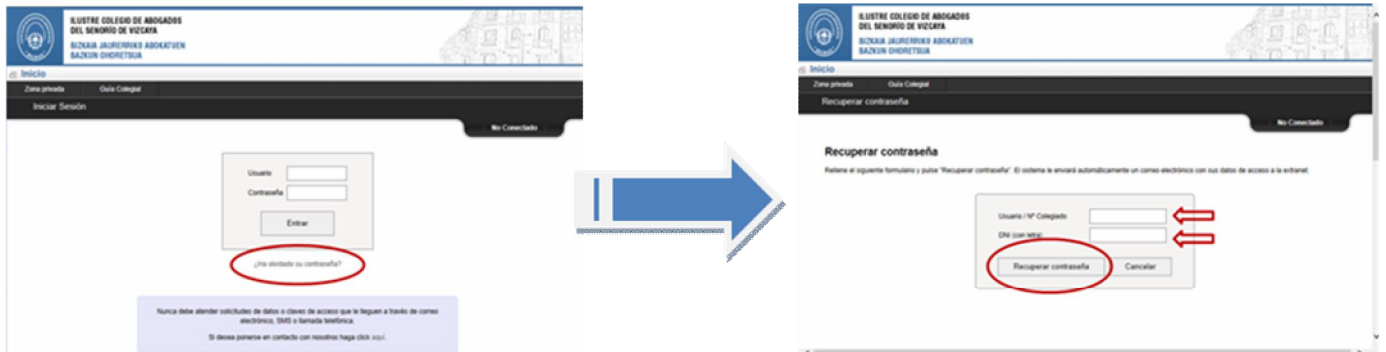 ILUSTRE COLEGIO DE ABOGADOS
DEL SEÑORÍO DE VIZCAYA
BIZKAIA JAURERRIKO ABOKATUEN
BAZKUN OHORETSUA
Inicio
Zona privada Guía Colegial
Iniciar Sesión
No Conectado
Usuario
Contraseña
Entrar
¿Ha olvidado su contraseña?
Nunca debe atender solicitudes de datos o claves de acceso que le lleguen a través de correo
electrónico, SMS o llamada telefónica.
Si desea ponerse en contacto con nosotros haga click aquí.
ILUSTRE COLEGIO DE ABOGADOS
DEL SEÑORÍO DE VIZCAYA
BIZKAIA JAURERRIKO ABOKATUEN
BAZKUN OHORETSUA
Inicio
Zona privada Guía Colegial
Recuperar contraseña
No Conectado
Recuperar contraseña
Rellene el siguiente formulario y pulse "Recuperar contraseña". El sistema le enviará automáticamente un correo electrónico con sus datos de acceso a la extranet.
Usuario / Nº Colegiado
DNI (con letra)
Recuperar contraseña Cancelar